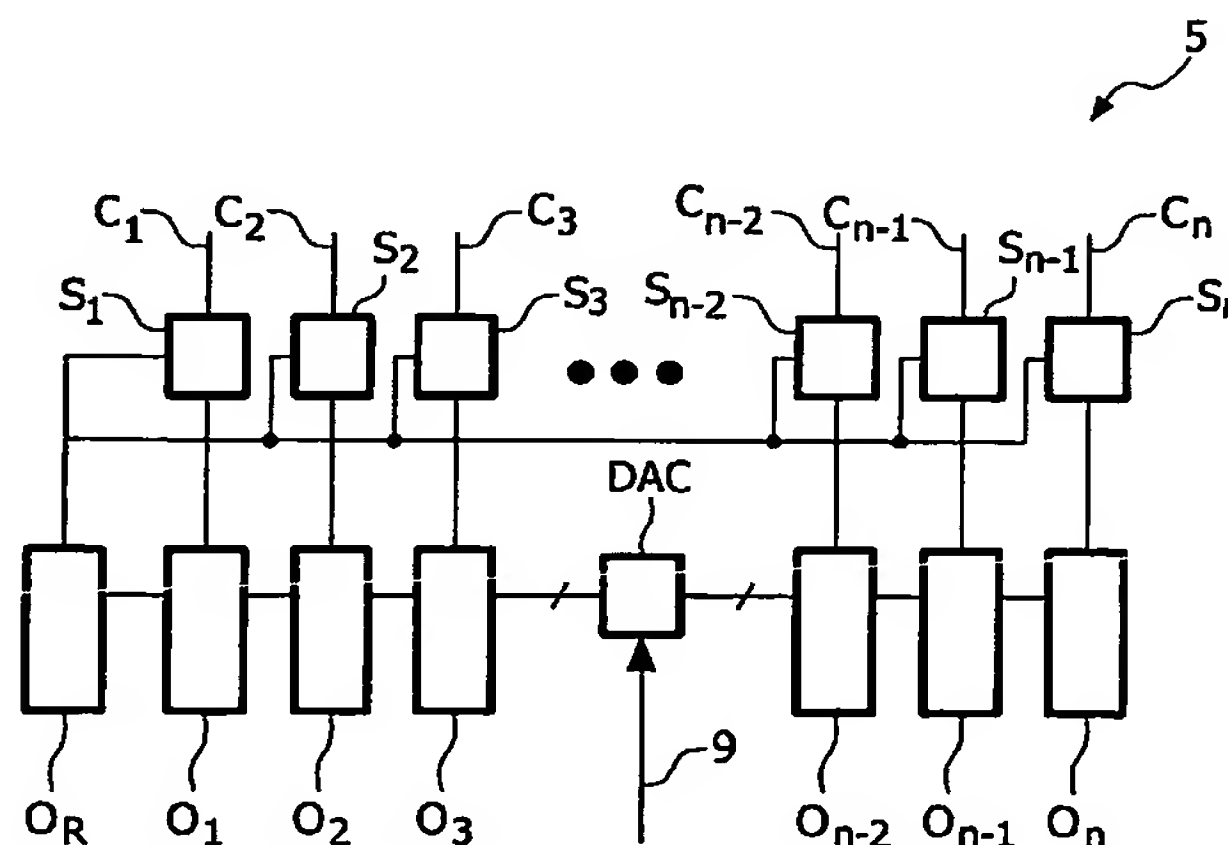 5
C1 C2 C3 Cn-2 Cn-1 Cn
S1 S2 S3 Sn-2 Sn-1
DAC
9
OR O1 O2 O3 On-2 On-1 On